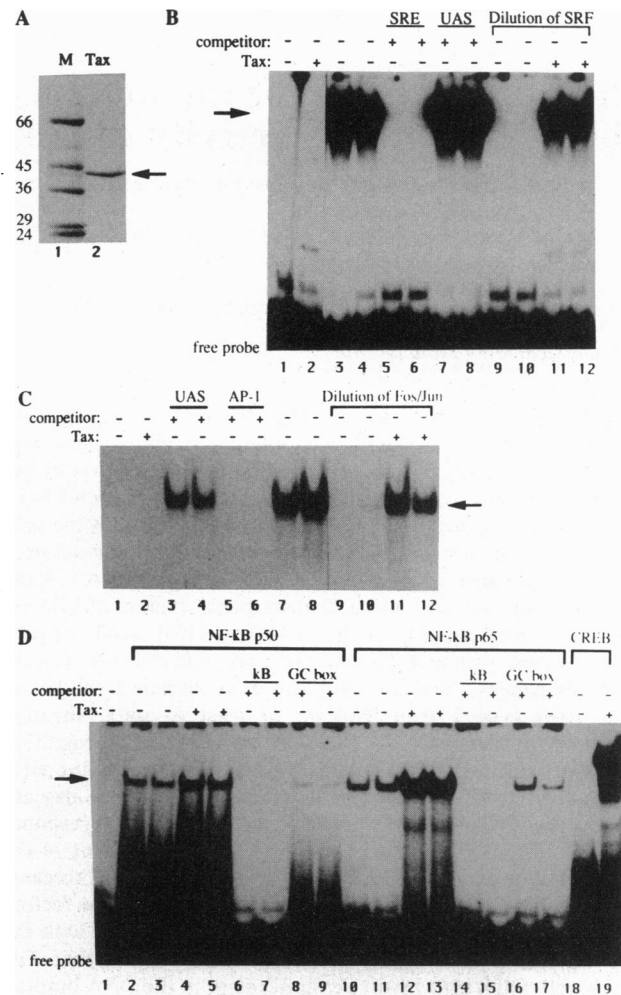 A
M Tax
66
45
36
29
24
1 2
B
SRE UAS Dilution of SRF
competitor: - - - - + + + + - - - -
Tax: - + - - - - - - - - + +
free probe
1 2 3 4 5 6 7 8 9 10 11 12
C
UAS AP-1 Dilution of Fos/Jun
competitor: - - + + + + - - - - - -
Tax: - + - - - - - - - - + +
1 2 3 4 5 6 7 8 9 10 11 12
D
NF-kB p50 NF-kB p65 CREB
kB GC box kB GC box
competitor: - - - - - + + + + - - - - + + + + - -
Tax: - - - + + - - - - - - + + - - - - - +
free probe
1 2 3 4 5 6 7 8 9 10 11 12 13 14 15 16 17 18 19